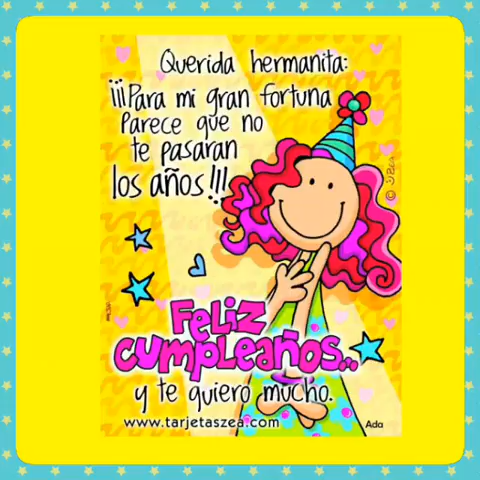 Querida hermanita:
¡¡¡Para mi gran fortuna
Parece que no
te pasaran
los años!!!
© ZEA
FELIZ
CUMPLEAÑOS...
y te quiero mucho.
www.tarjetaszea.com
Ada